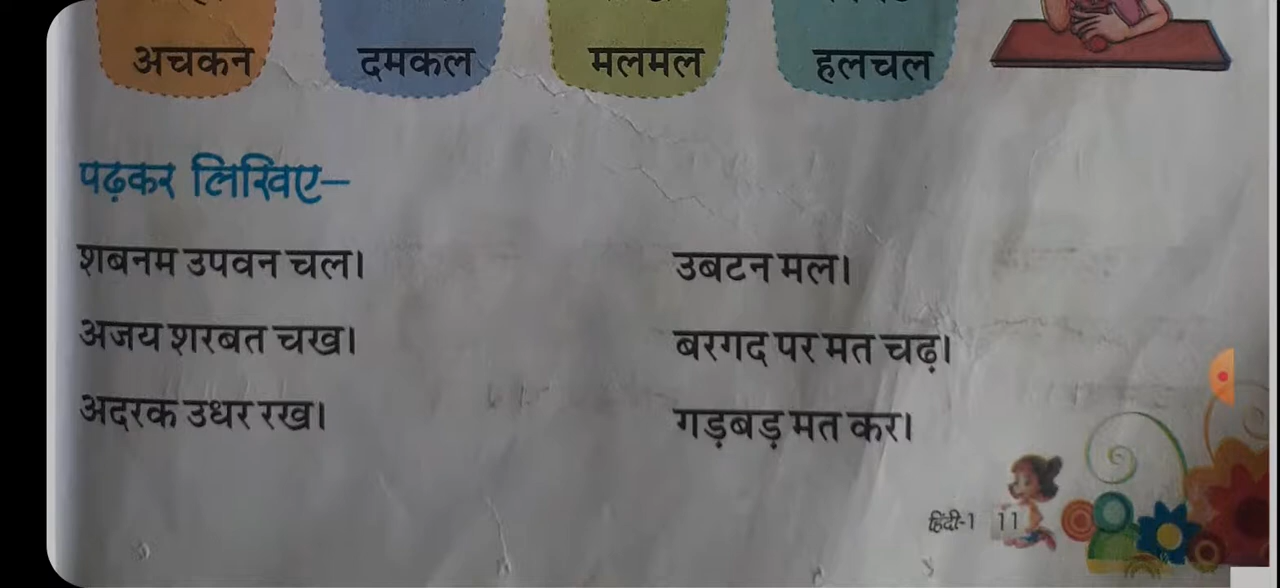 अचकन दमकल मलमल हलचल
पढ़कर लिखिए–
शबनम उपवन चल।
उबटन मल।
अजय शरबत चख।
बरगद पर मत चढ़।
अदरक उधर रख।
गड़बड़ मत कर।
हिंदी-1 11